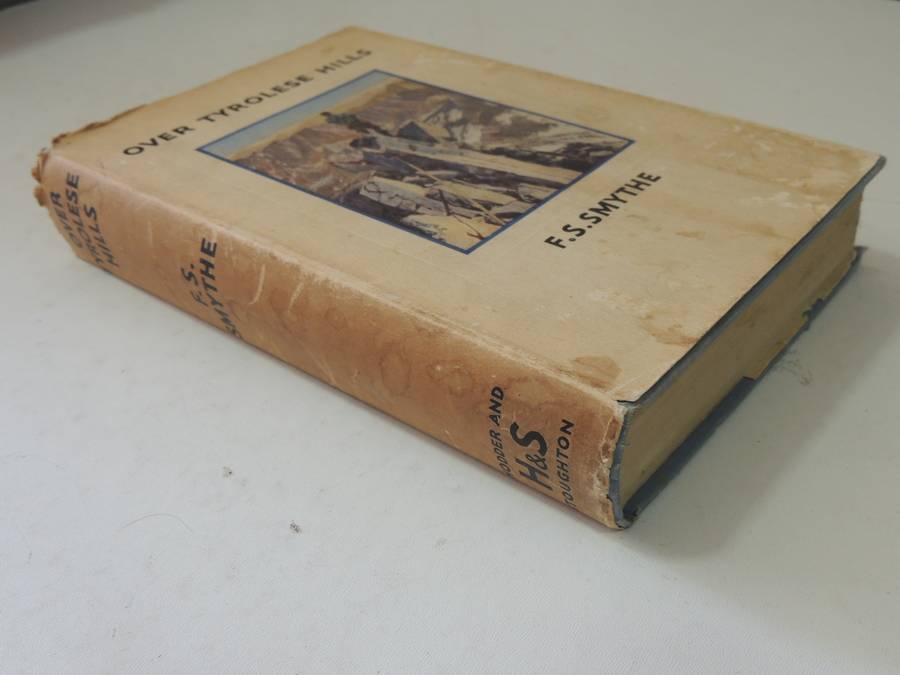 OVER TYROLESE HILLS
F.S.SMYTHE
OVER
TYROLESE
HILLS
F. S.
SMYTHE
HODDER AND
H&S
STOUGHTON